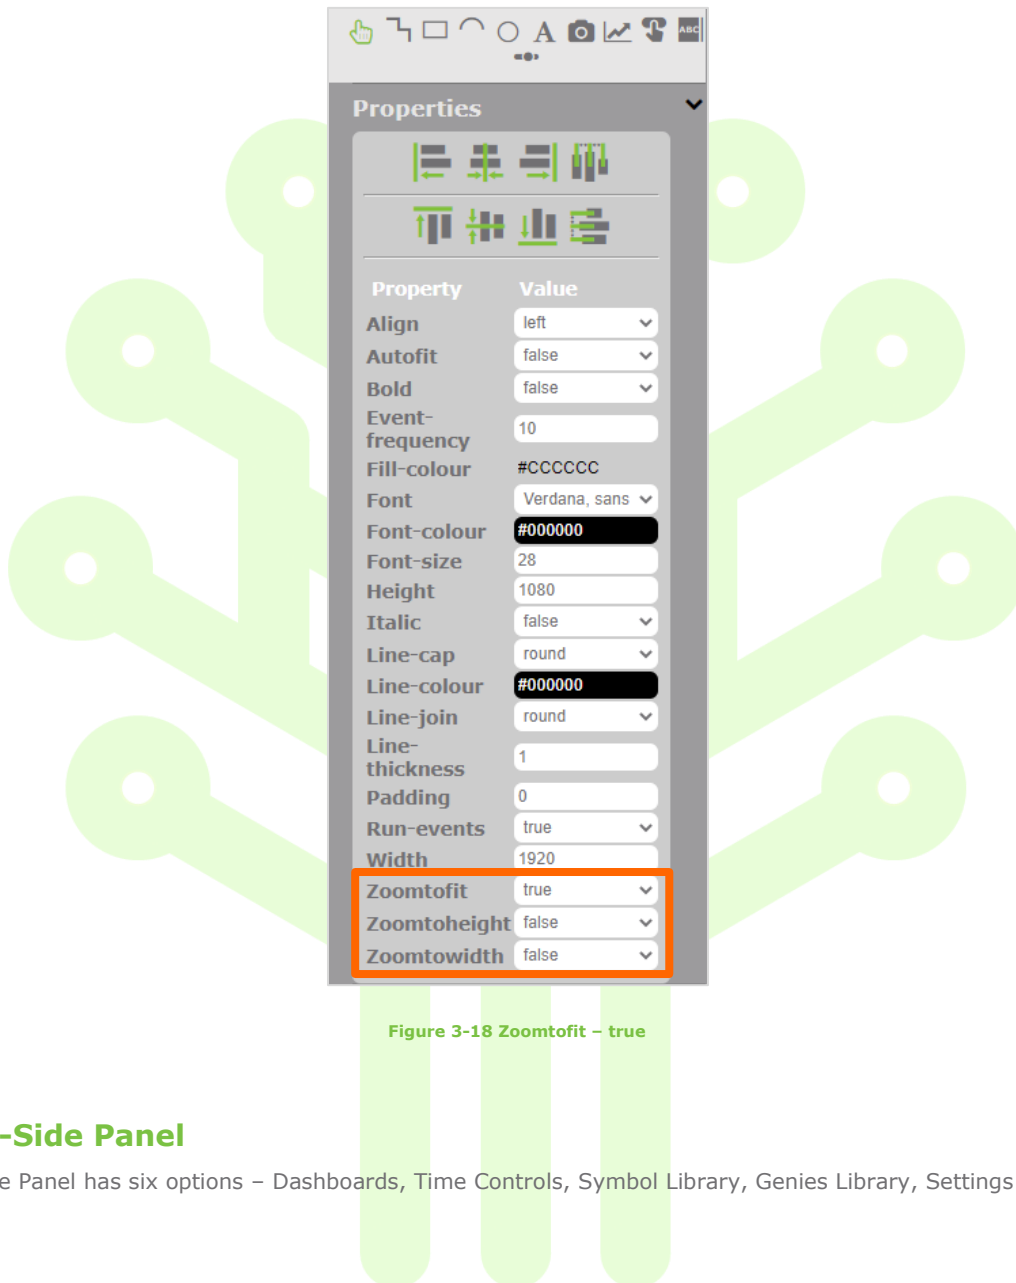 A
ABC
Properties
Property Value
Align left
Autofit false
Bold false
Event-
frequency 10
Fill-colour #CCCCCC
Font Verdana, sans
Font-colour #000000
Font-size 28
Height 1080
Italic false
Line-cap round
Line-colour #000000
Line-join round
Line-
thickness 1
Padding 0
Run-events true
Width 1920
Zoomtofit true
Zoomtoheight false
Zoomtowidth false
Figure 3-18 Zoomtofit – true
-Side Panel
e Panel has six options – Dashboards, Time Controls, Symbol Library, Genies Library, Settings